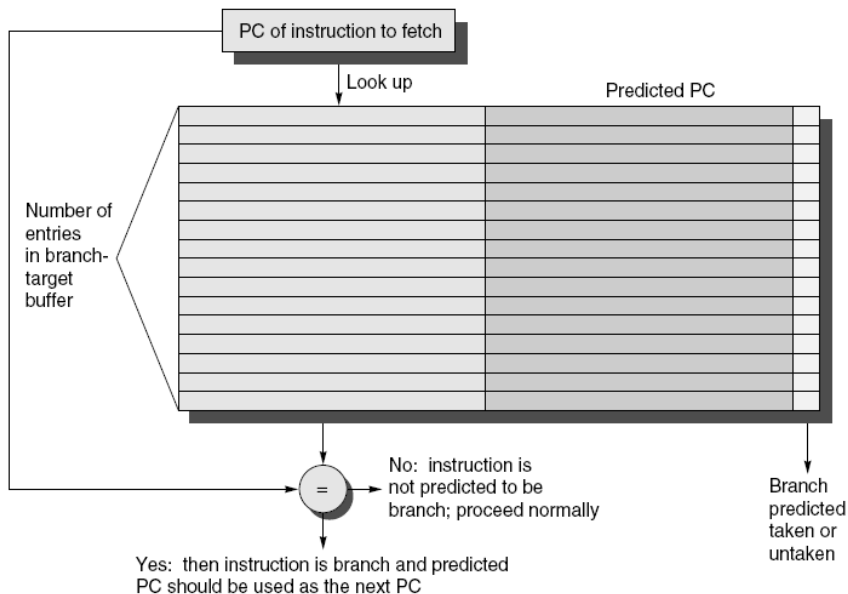 PC of instruction to fetch
Look up
Predicted PC
Number of
entries
in branch-
target
buffer
=
No: instruction is
not predicted to be
branch; proceed normally
Branch
predicted
taken or
untaken
Yes: then instruction is branch and predicted
PC should be used as the next PC